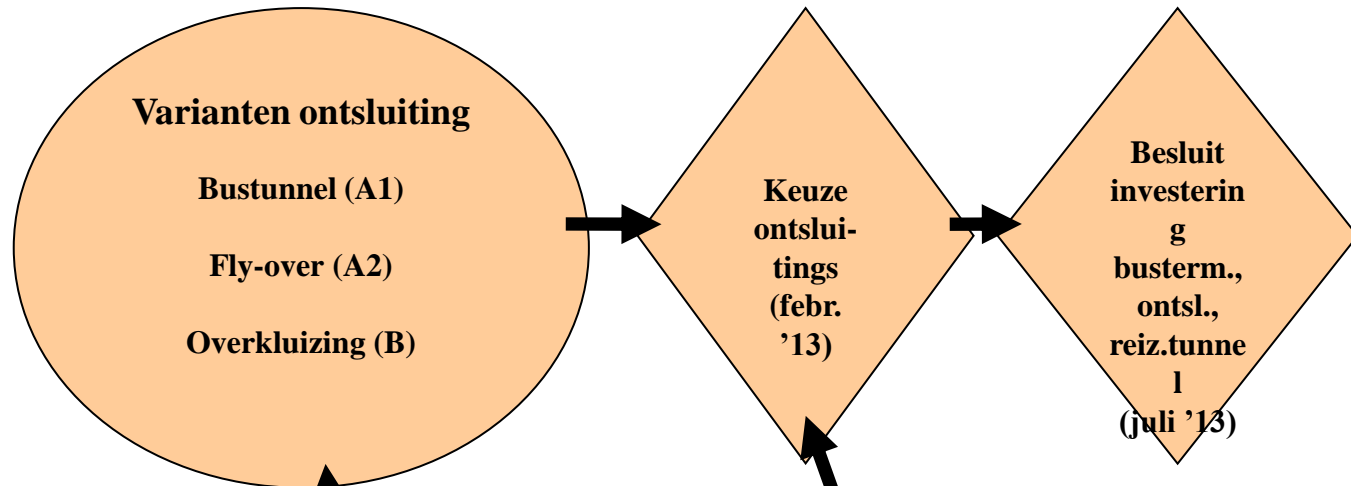 Varianten ontsluiting
Bustunnel (A1)
Fly-over (A2)
Overkluizing (B)
Keuze
ontslui-
tings
(febr.
’13)
Besluit
investerin
g
busterm.,
ontsl.,
reiz.tunne
l
(juli ’13)